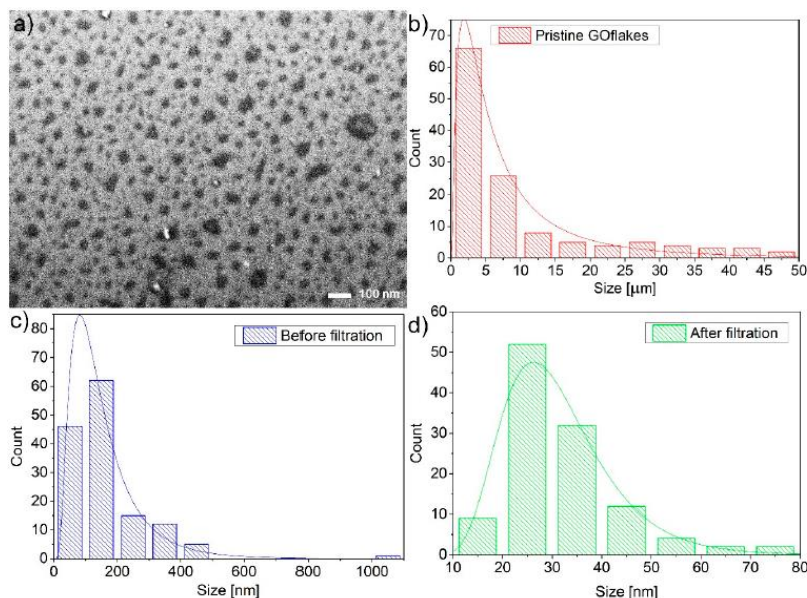 a)
100 nm
b)
Pristine GOflakes
Count
70
60
50
40
30
20
10
0
0 5 10 15 20 25 30 35 40 45 50
Size [μm]
c)
Before filtration
Count
80
70
60
50
40
30
20
10
0
0 200 400 600 800 1000
Size [nm]
d)
After filtration
Count
60
50
40
30
20
10
0
10 20 30 40 50 60 70 80
Size [nm]